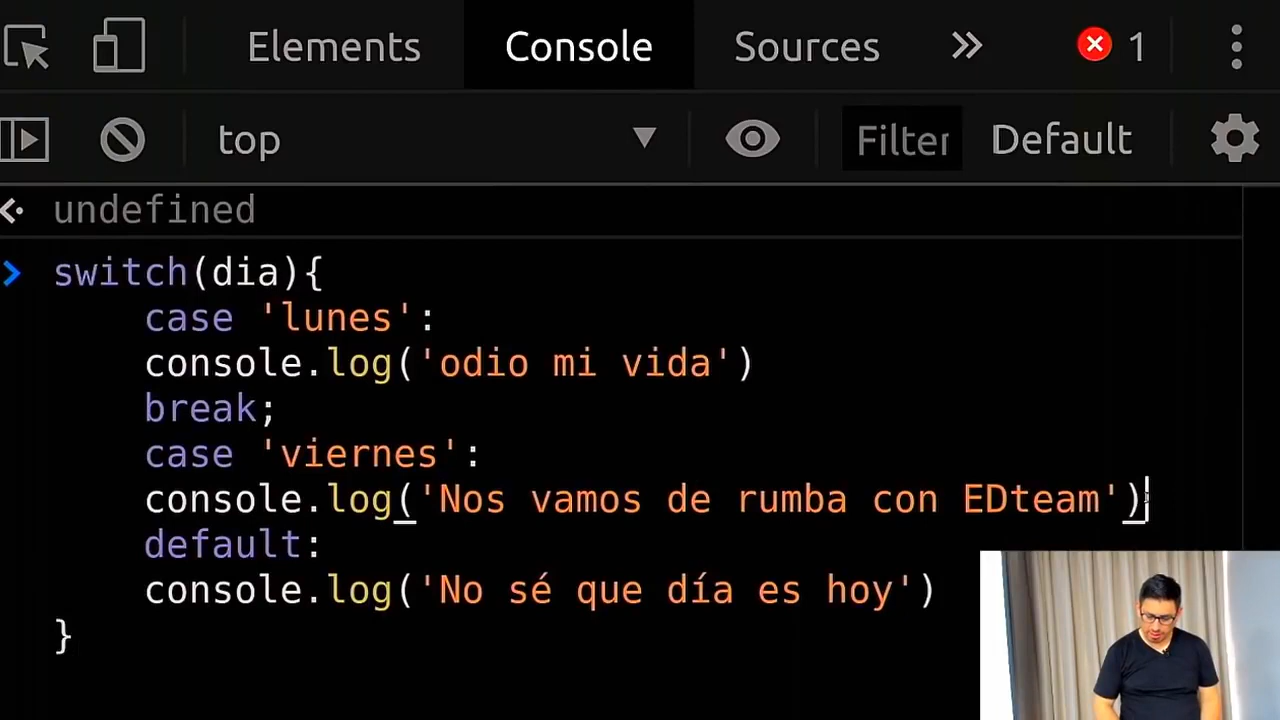 Elements Console Sources 1
top Filter Default
undefined
switch(dia){
case 'lunes':
console.log('odio mi vida')
break;
case 'viernes':
console.log('Nos vamos de rumba con EDteam')
default:
console.log('No sé que día es hoy')
}